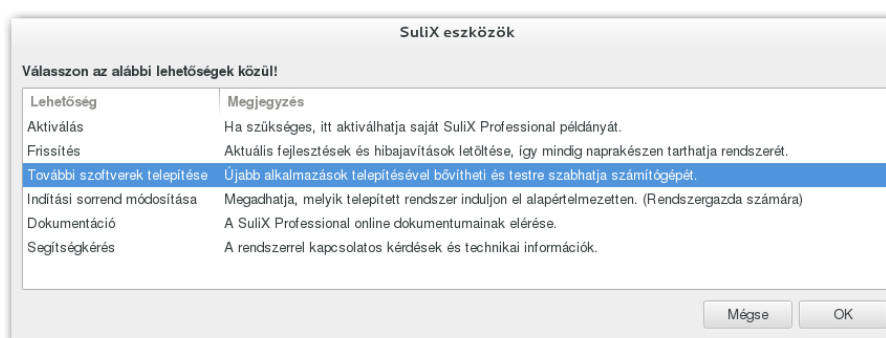 SuliX eszközök
Válasszon az alábbi lehetőségek közül!
Lehetőség Megjegyzés
Aktiválás Ha szükséges, itt aktiválhatja saját SuliX Professional példányát.
Frissítés Aktuális fejlesztések és hibajavítások letöltése, így mindig naprakészen tarthatja rendszerét.
További szoftverek telepítése Újabb alkalmazások telepítésével bővítheti és testre szabhatja számítógépét.
Indítási sorrend módosítása Megadhatja, melyik telepített rendszer induljon el alapértelmezetten. (Rendszergazda számára)
Dokumentáció A SuliX Professional online dokumentumainak elérése.
Segítségkérés A rendszerrel kapcsolatos kérdések és technikai információk.
Mégse OK